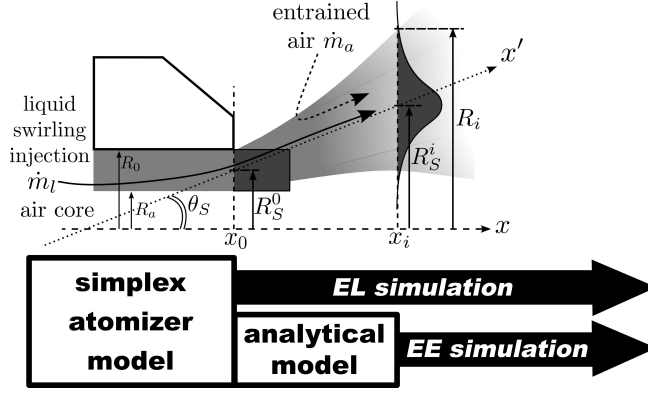 entrained
air ṁ_a
x′
liquid
swirling
injection
ṁ_l
air core
R_0
R_a
θ_S
R_S^0
R_S^i
R_i
x_0
x_i
x
simplex
atomizer
model
EL simulation
analytical
model
EE simulation